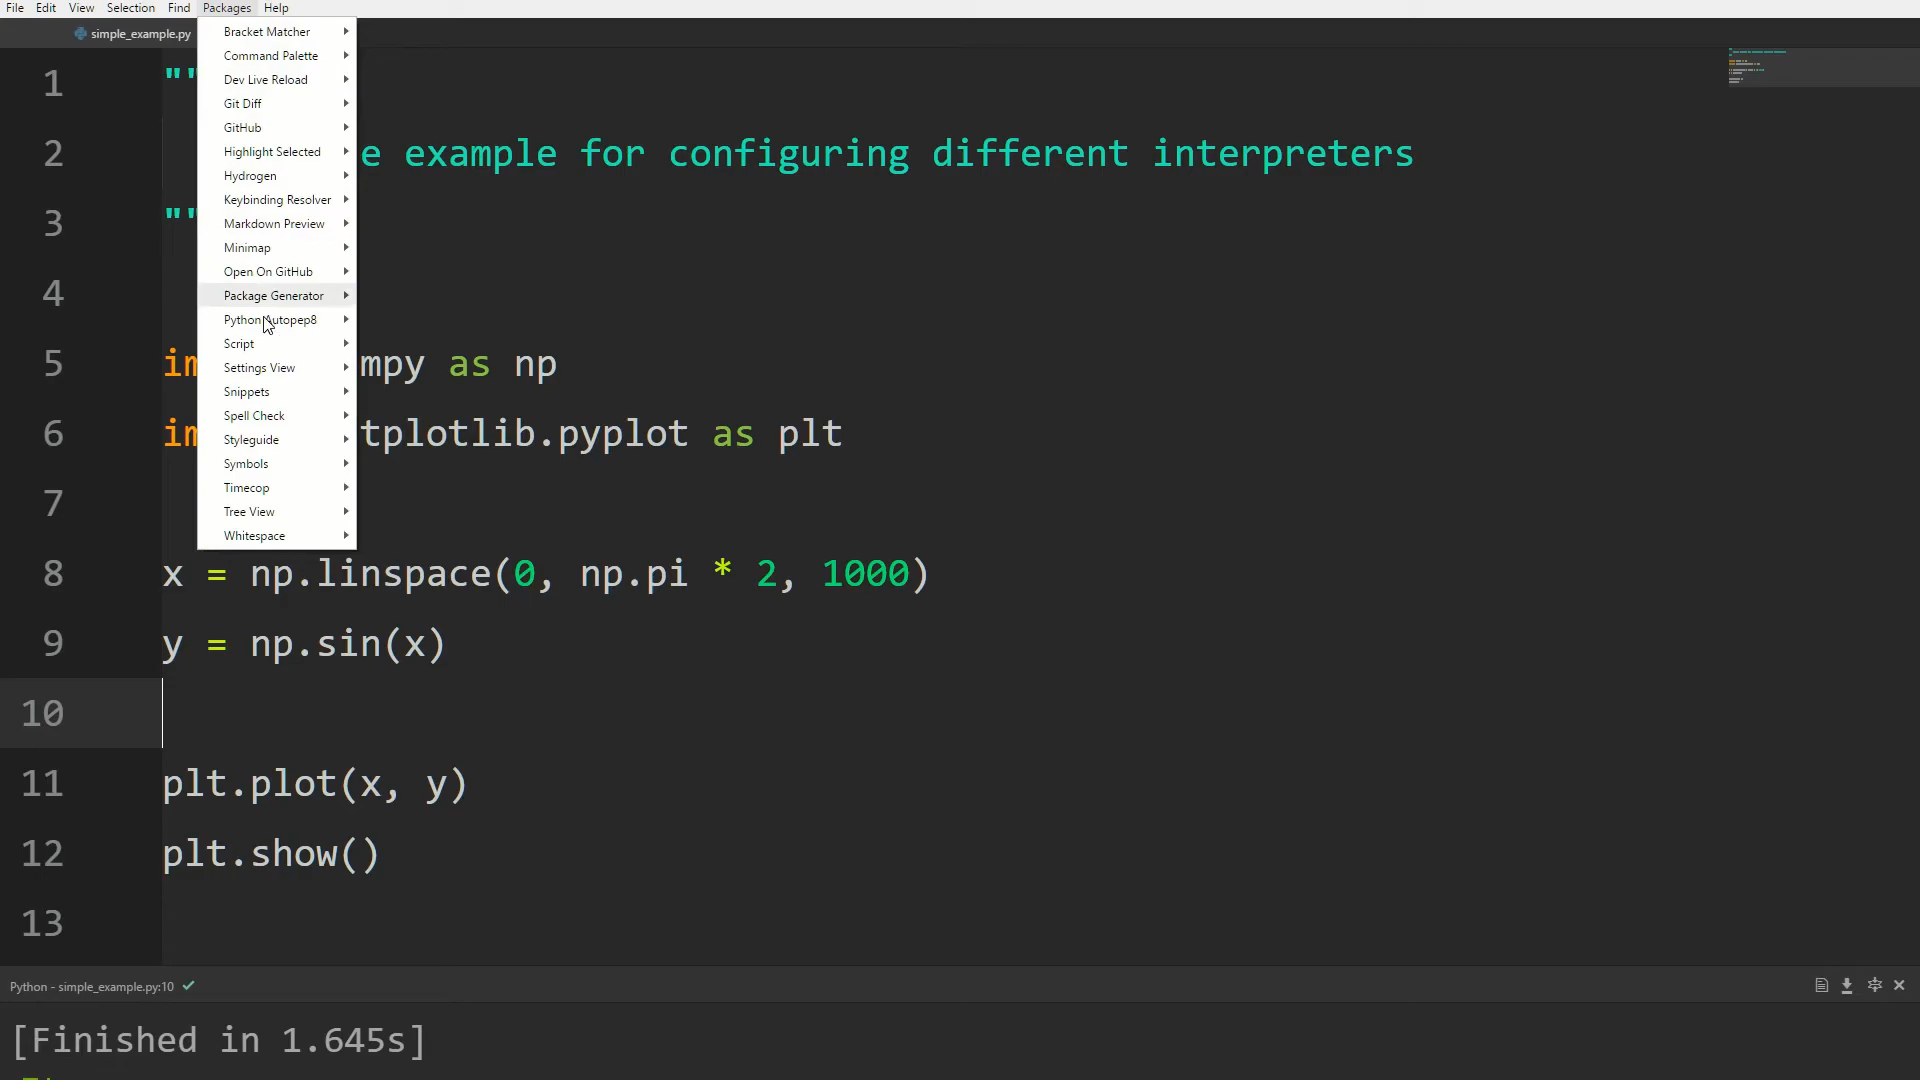 File Edit View Selection Find Packages Help
simple_example.py
Bracket Matcher
Command Palette
Dev Live Reload
Git Diff
GitHub
Highlight Selected
Hydrogen
Keybinding Resolver
Markdown Preview
Minimap
Open On GitHub
Package Generator
Python Autopep8
Script
Settings View
Snippets
Spell Check
Styleguide
Symbols
Timecop
Tree View
Whitespace
1 ""
2 e example for configuring different interpreters
3 ""
4
5 im mpy as np
6 im tplotlib.pyplot as plt
7
8 x = np.linspace(0, np.pi * 2, 1000)
9 y = np.sin(x)
10
11 plt.plot(x, y)
12 plt.show()
13
Python - simple_example.py:10
[Finished in 1.645s]